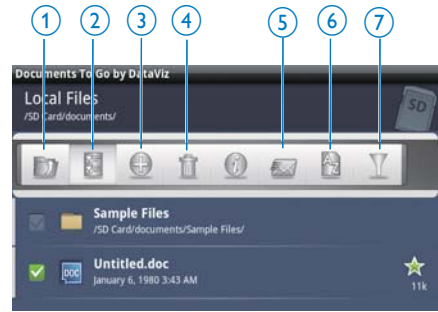 1 2 3 4 5 6 7
Documents To Go by DataViz
Local Files
/SD Card/documents/
SD
Sample Files
/SD Card/documents/Sample Files/
DOC
Untitled.doc
January 6, 1980 3:43 AM
11k